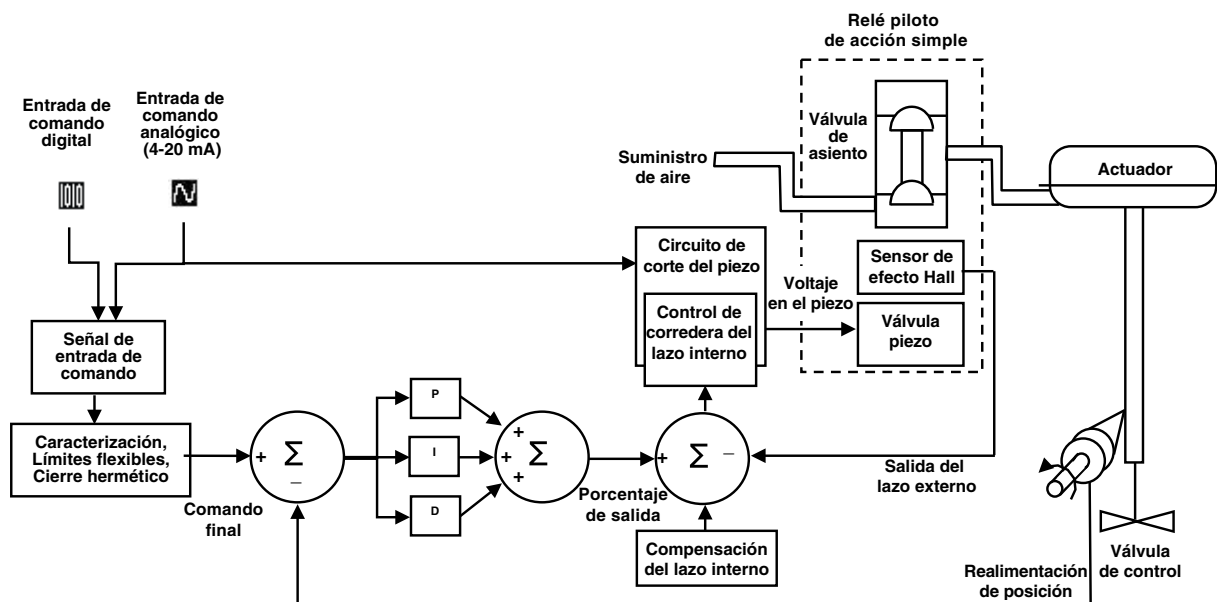 Relé piloto
de acción simple
Entrada de
comando
digital
Entrada de
comando
analógico
(4-20 mA)
Válvula
de
asiento
Suministro
de aire
Actuador
Circuito de
corte del piezo
Sensor de
efecto Hall
Voltaje
en el piezo
Control de
corredera del
lazo interno
Válvula
piezo
Señal de
entrada de
comando
Caracterización,
Límites flexibles,
Cierre hermético
+
Σ
–
P
I
D
+
+
+
Σ
+
Σ
–
Comando
final
Porcentaje
de salida
Salida del
lazo externo
Compensación
del lazo interno
Realimentación
de posición
Válvula
de control